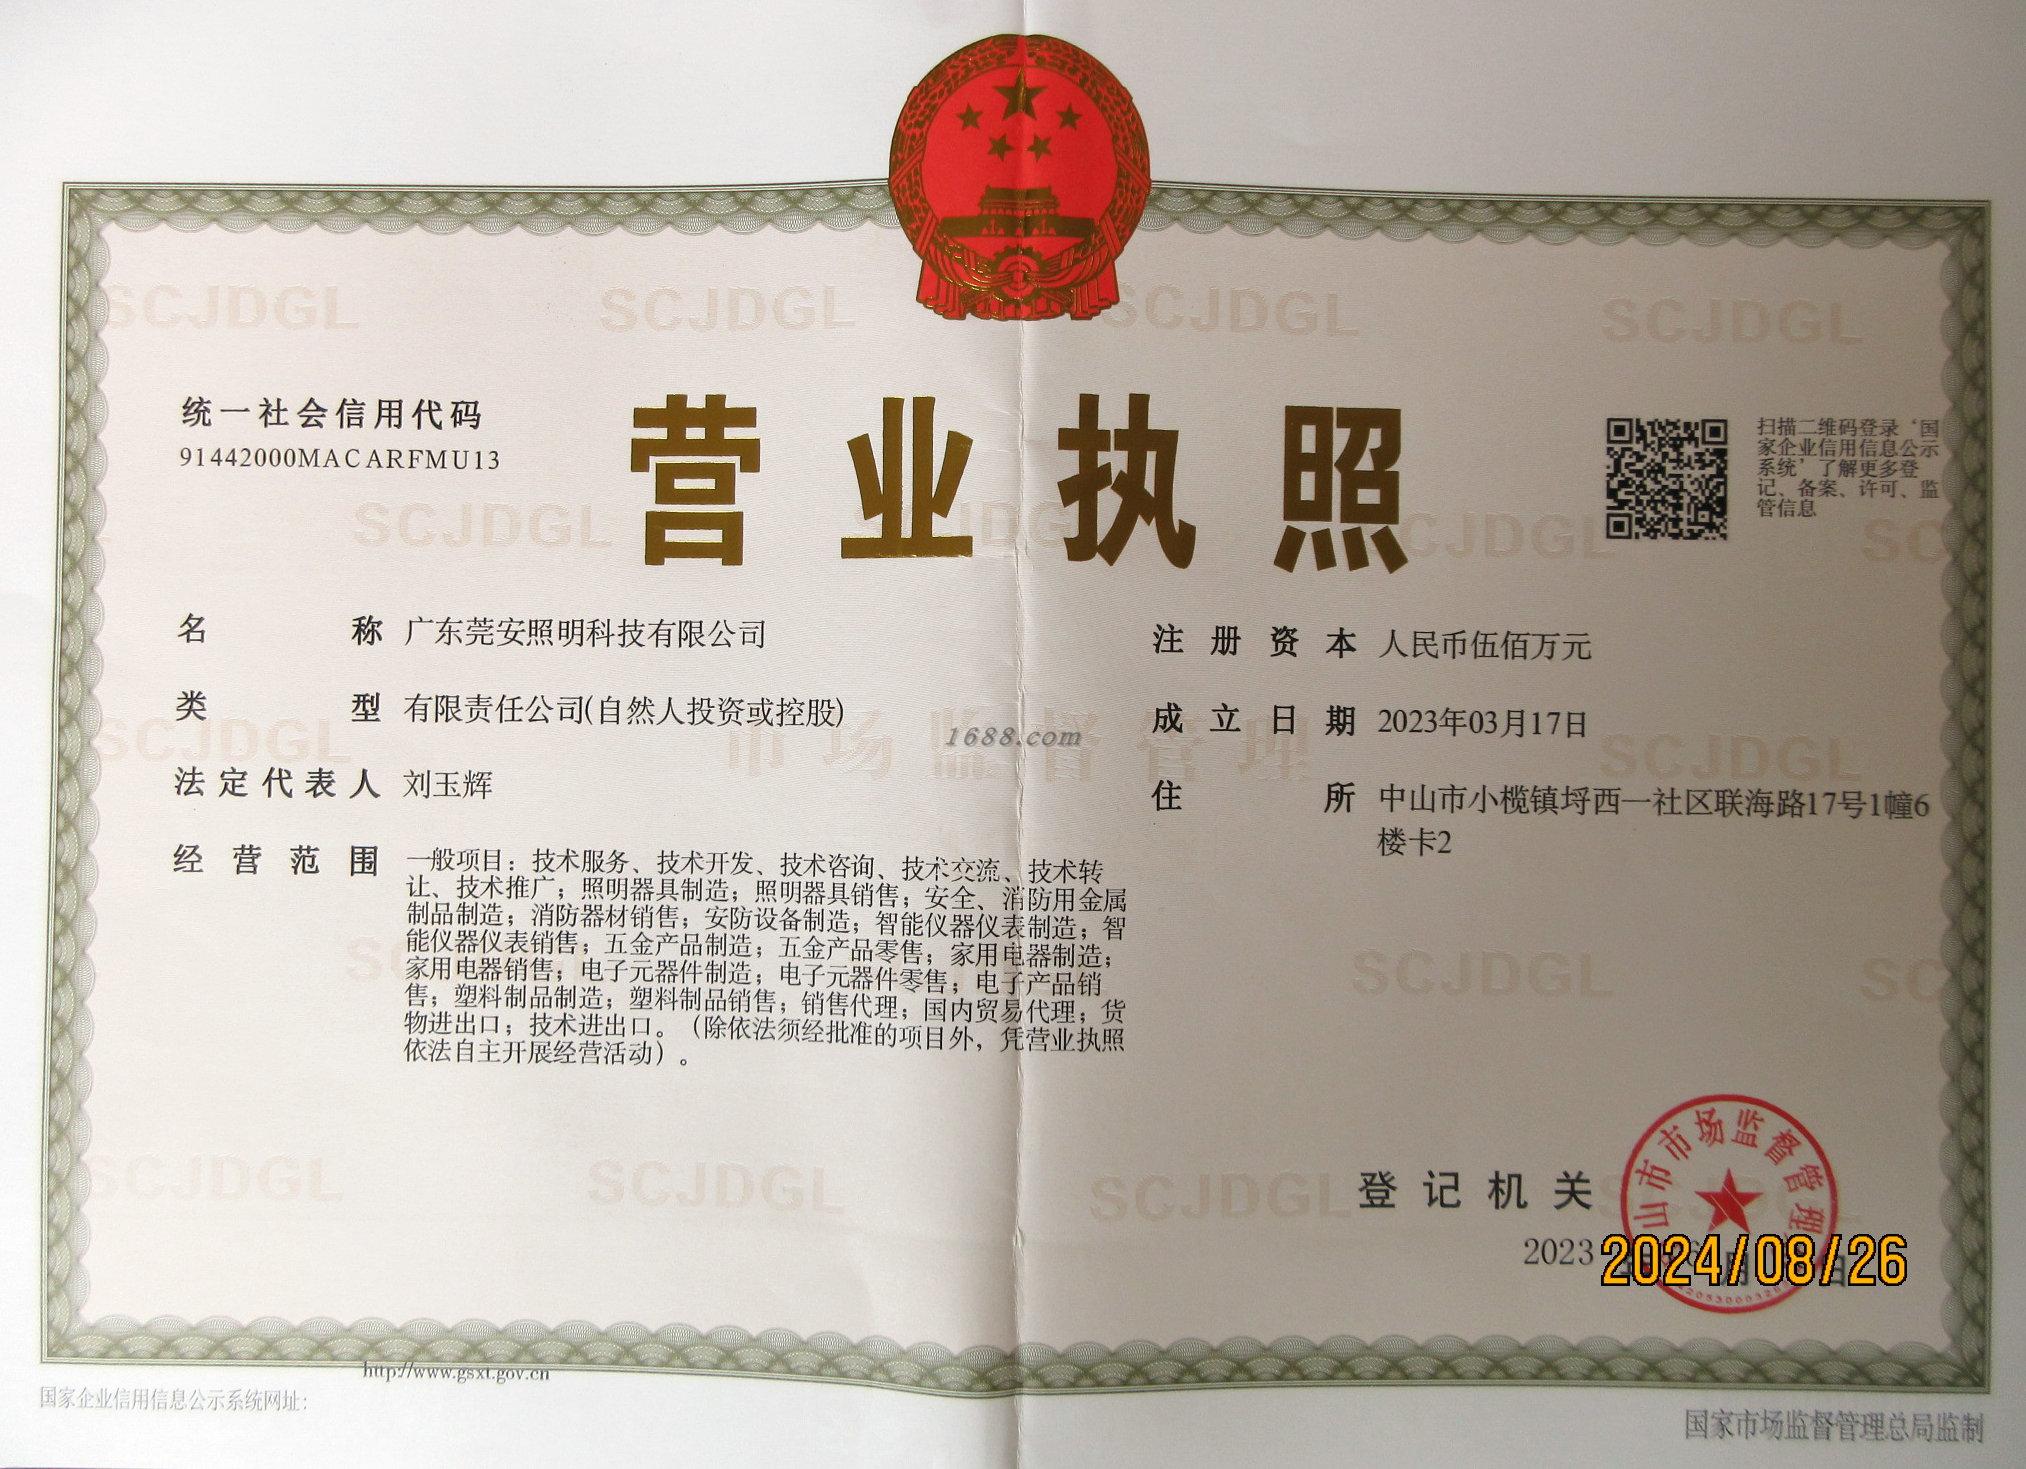 统一社会信用代码
91442000MACARFMU13
营业执照
扫描二维码登录‘国
家企业信用信息公示
系统’了解更多登
记、备案、许可、监
管信息
名称 广东莞安照明科技有限公司
类型 有限责任公司(自然人投资或控股)
法定代表人 刘玉辉
经营范围 一般项目：技术服务、技术开发、技术咨询、技术交流、技术转
让、技术推广；照明器具制造；照明器具销售；安全、消防用金属
制品制造；消防器材销售；安防设备制造；智能仪器仪表制造；智
能仪器仪表销售；五金产品制造；五金产品零售；家用电器制造；
家用电器销售；电子元器件制造；电子元器件零售；电子产品销
售；塑料制品制造；塑料制品销售；销售代理；国内贸易代理；货
物进出口；技术进出口。（除依法须经批准的项目外，凭营业执照
依法自主开展经营活动）。
注册资本 人民币伍佰万元
成立日期 2023年03月17日
住所 中山市小榄镇埒西一社区联海路17号1幢6
楼卡2
1688.com
市场监督管理
SCJDGL
登记机关
山市市场监督管理
2023
2024/08/26
http://www.gsxt.gov.cn
国家企业信用信息公示系统网址：
国家市场监督管理总局监制